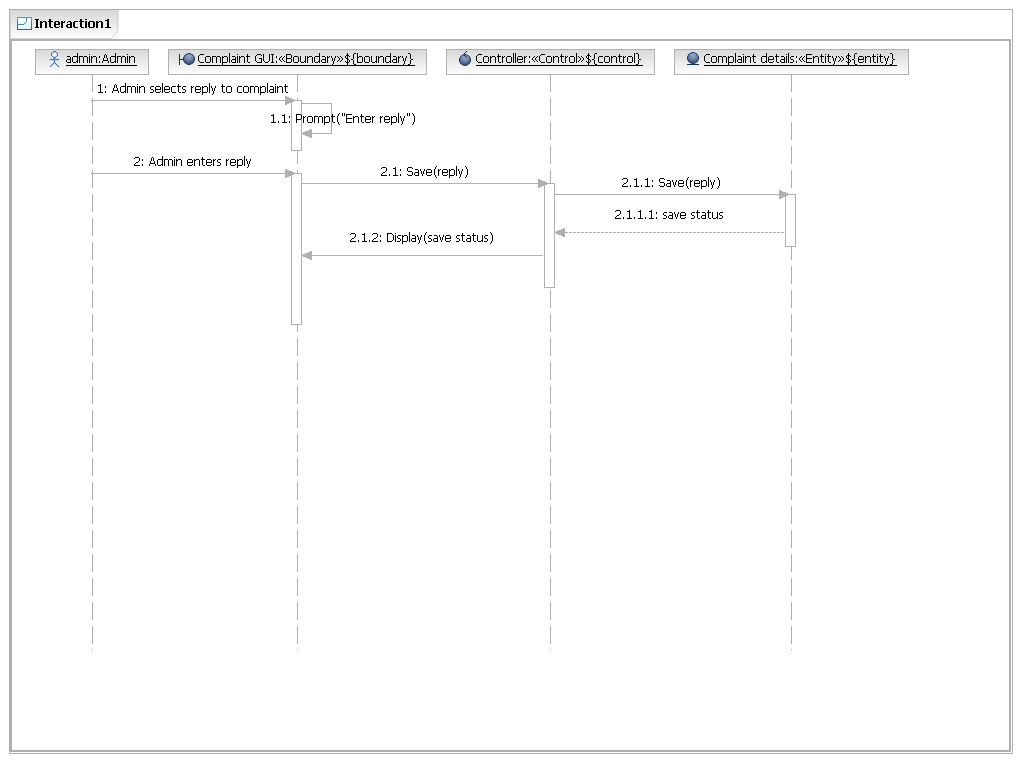 Interaction1
admin:Admin
Complaint GUI:«Boundary»${boundary}
Controller:«Control»${control}
Complaint details:«Entity»${entity}
1: Admin selects reply to complaint
1.1: Prompt("Enter reply")
2: Admin enters reply
2.1: Save(reply)
2.1.1: Save(reply)
2.1.1.1: save status
2.1.2: Display(save status)